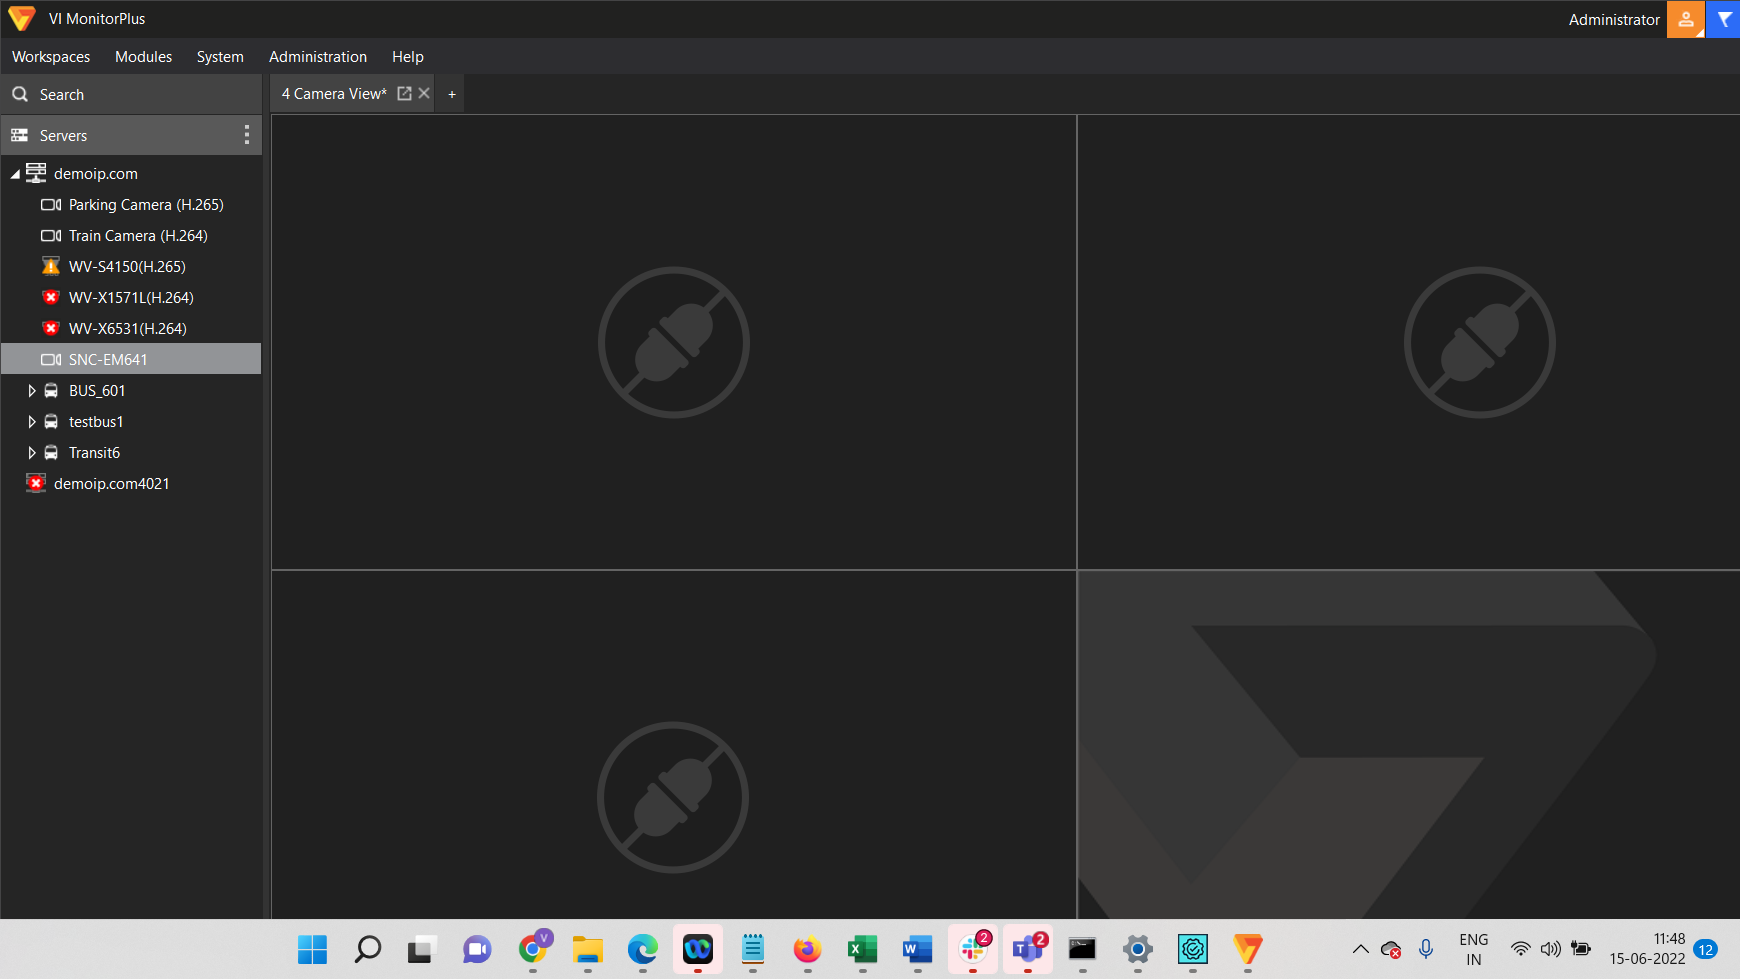 VI MonitorPlus
Administrator
Workspaces Modules System Administration Help
Search
4 Camera View* +
Servers
demoip.com
Parking Camera (H.265)
Train Camera (H.264)
WV-S4150(H.265)
WV-X1571L(H.264)
WV-X6531(H.264)
SNC-EM641
BUS_601
testbus1
Transit6
demoip.com4021
V
2
2
ENG
IN
11:48
15-06-2022
12